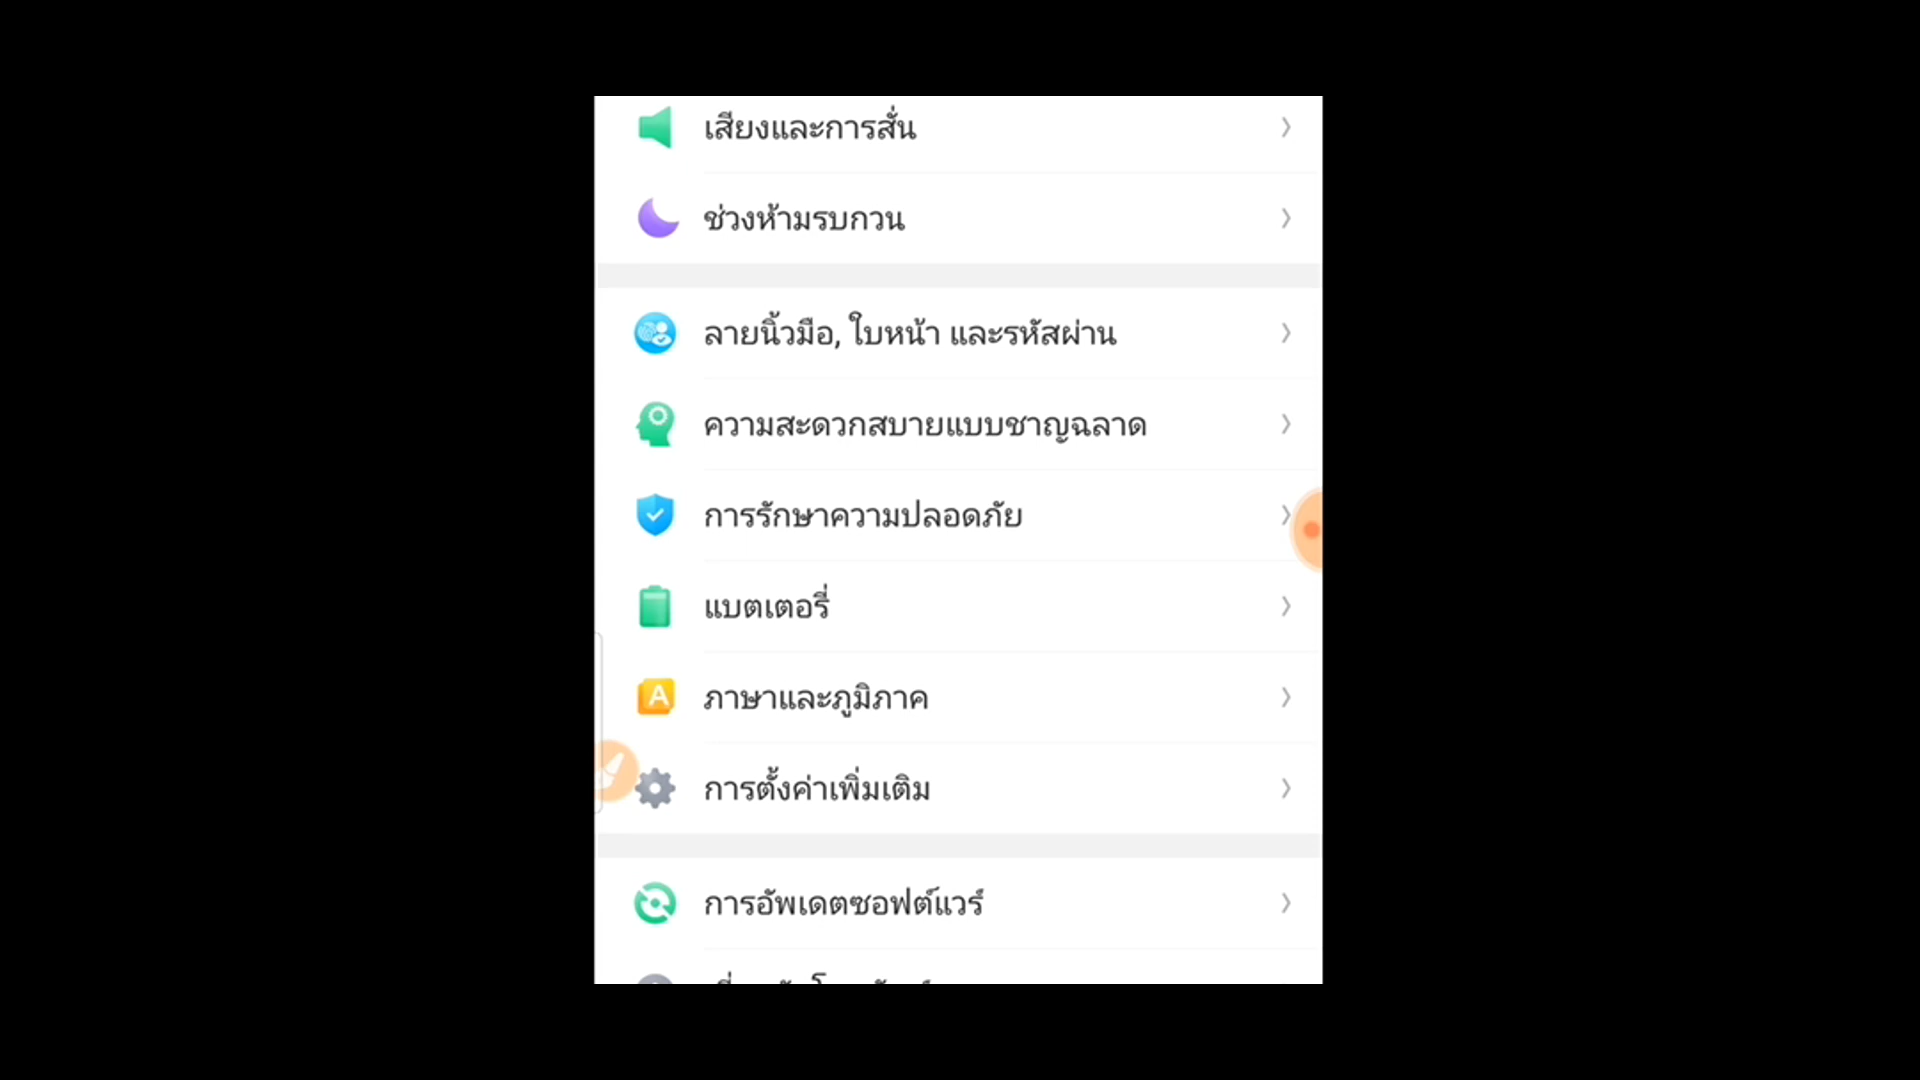 เสียงและการสั่น
ช่วงห้ามรบกวน
ลายนิ้วมือ, ใบหน้า และรหัสผ่าน
ความสะดวกสบายแบบชาญฉลาด
การรักษาความปลอดภัย
แบตเตอรี่
A
ภาษาและภูมิภาค
การตั้งค่าเพิ่มเติม
การอัพเดตซอฟต์แวร์